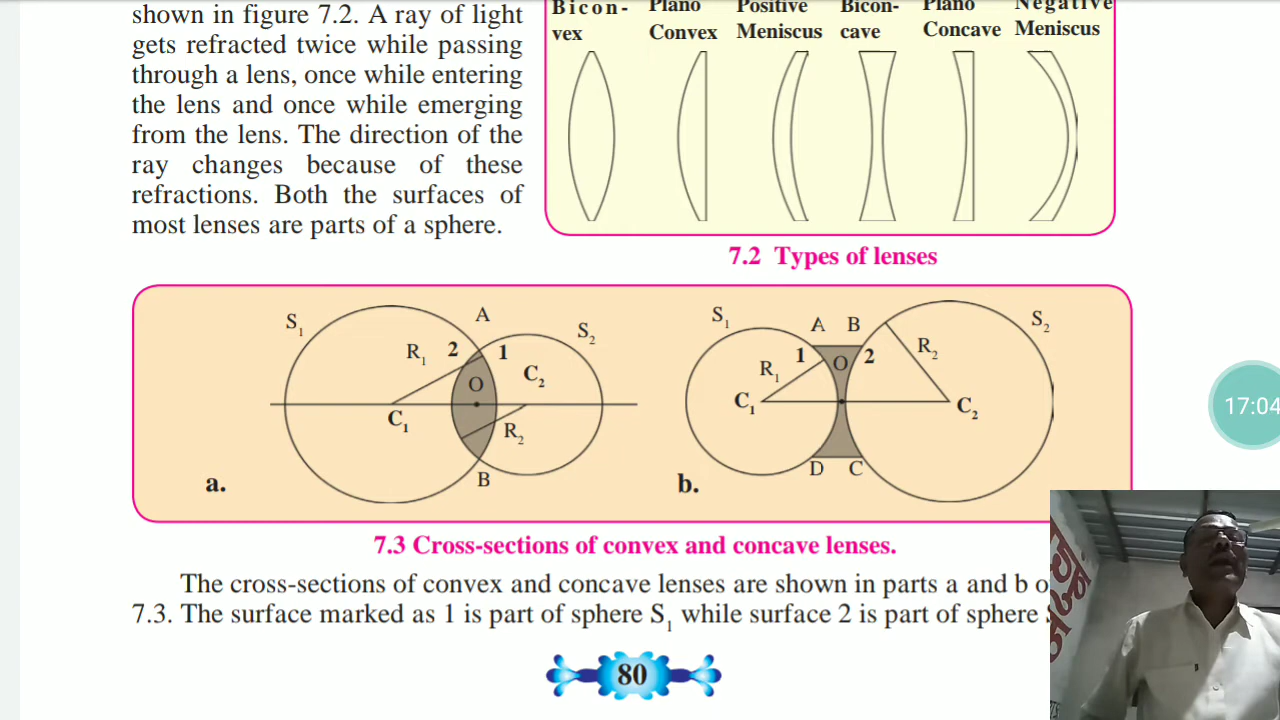 shown in figure 7.2. A ray of light
gets refracted twice while passing
through a lens, once while entering
the lens and once while emerging
from the lens. The direction of the
ray changes because of these
refractions. Both the surfaces of
most lenses are parts of a sphere.
Bicon-vex Plano Convex Positive Meniscus Bicon-cave Plano Concave Negative Meniscus
7.2 Types of lenses
S1 A S2
R1 2 1 C2
O
C1 R2
B
a.
S1 A B S2
1 O 2 R2
R1
C1 C2
D C
b.
17:04
7.3 Cross-sections of convex and concave lenses.
The cross-sections of convex and concave lenses are shown in parts a and b o
7.3. The surface marked as 1 is part of sphere S1 while surface 2 is part of sphere
80